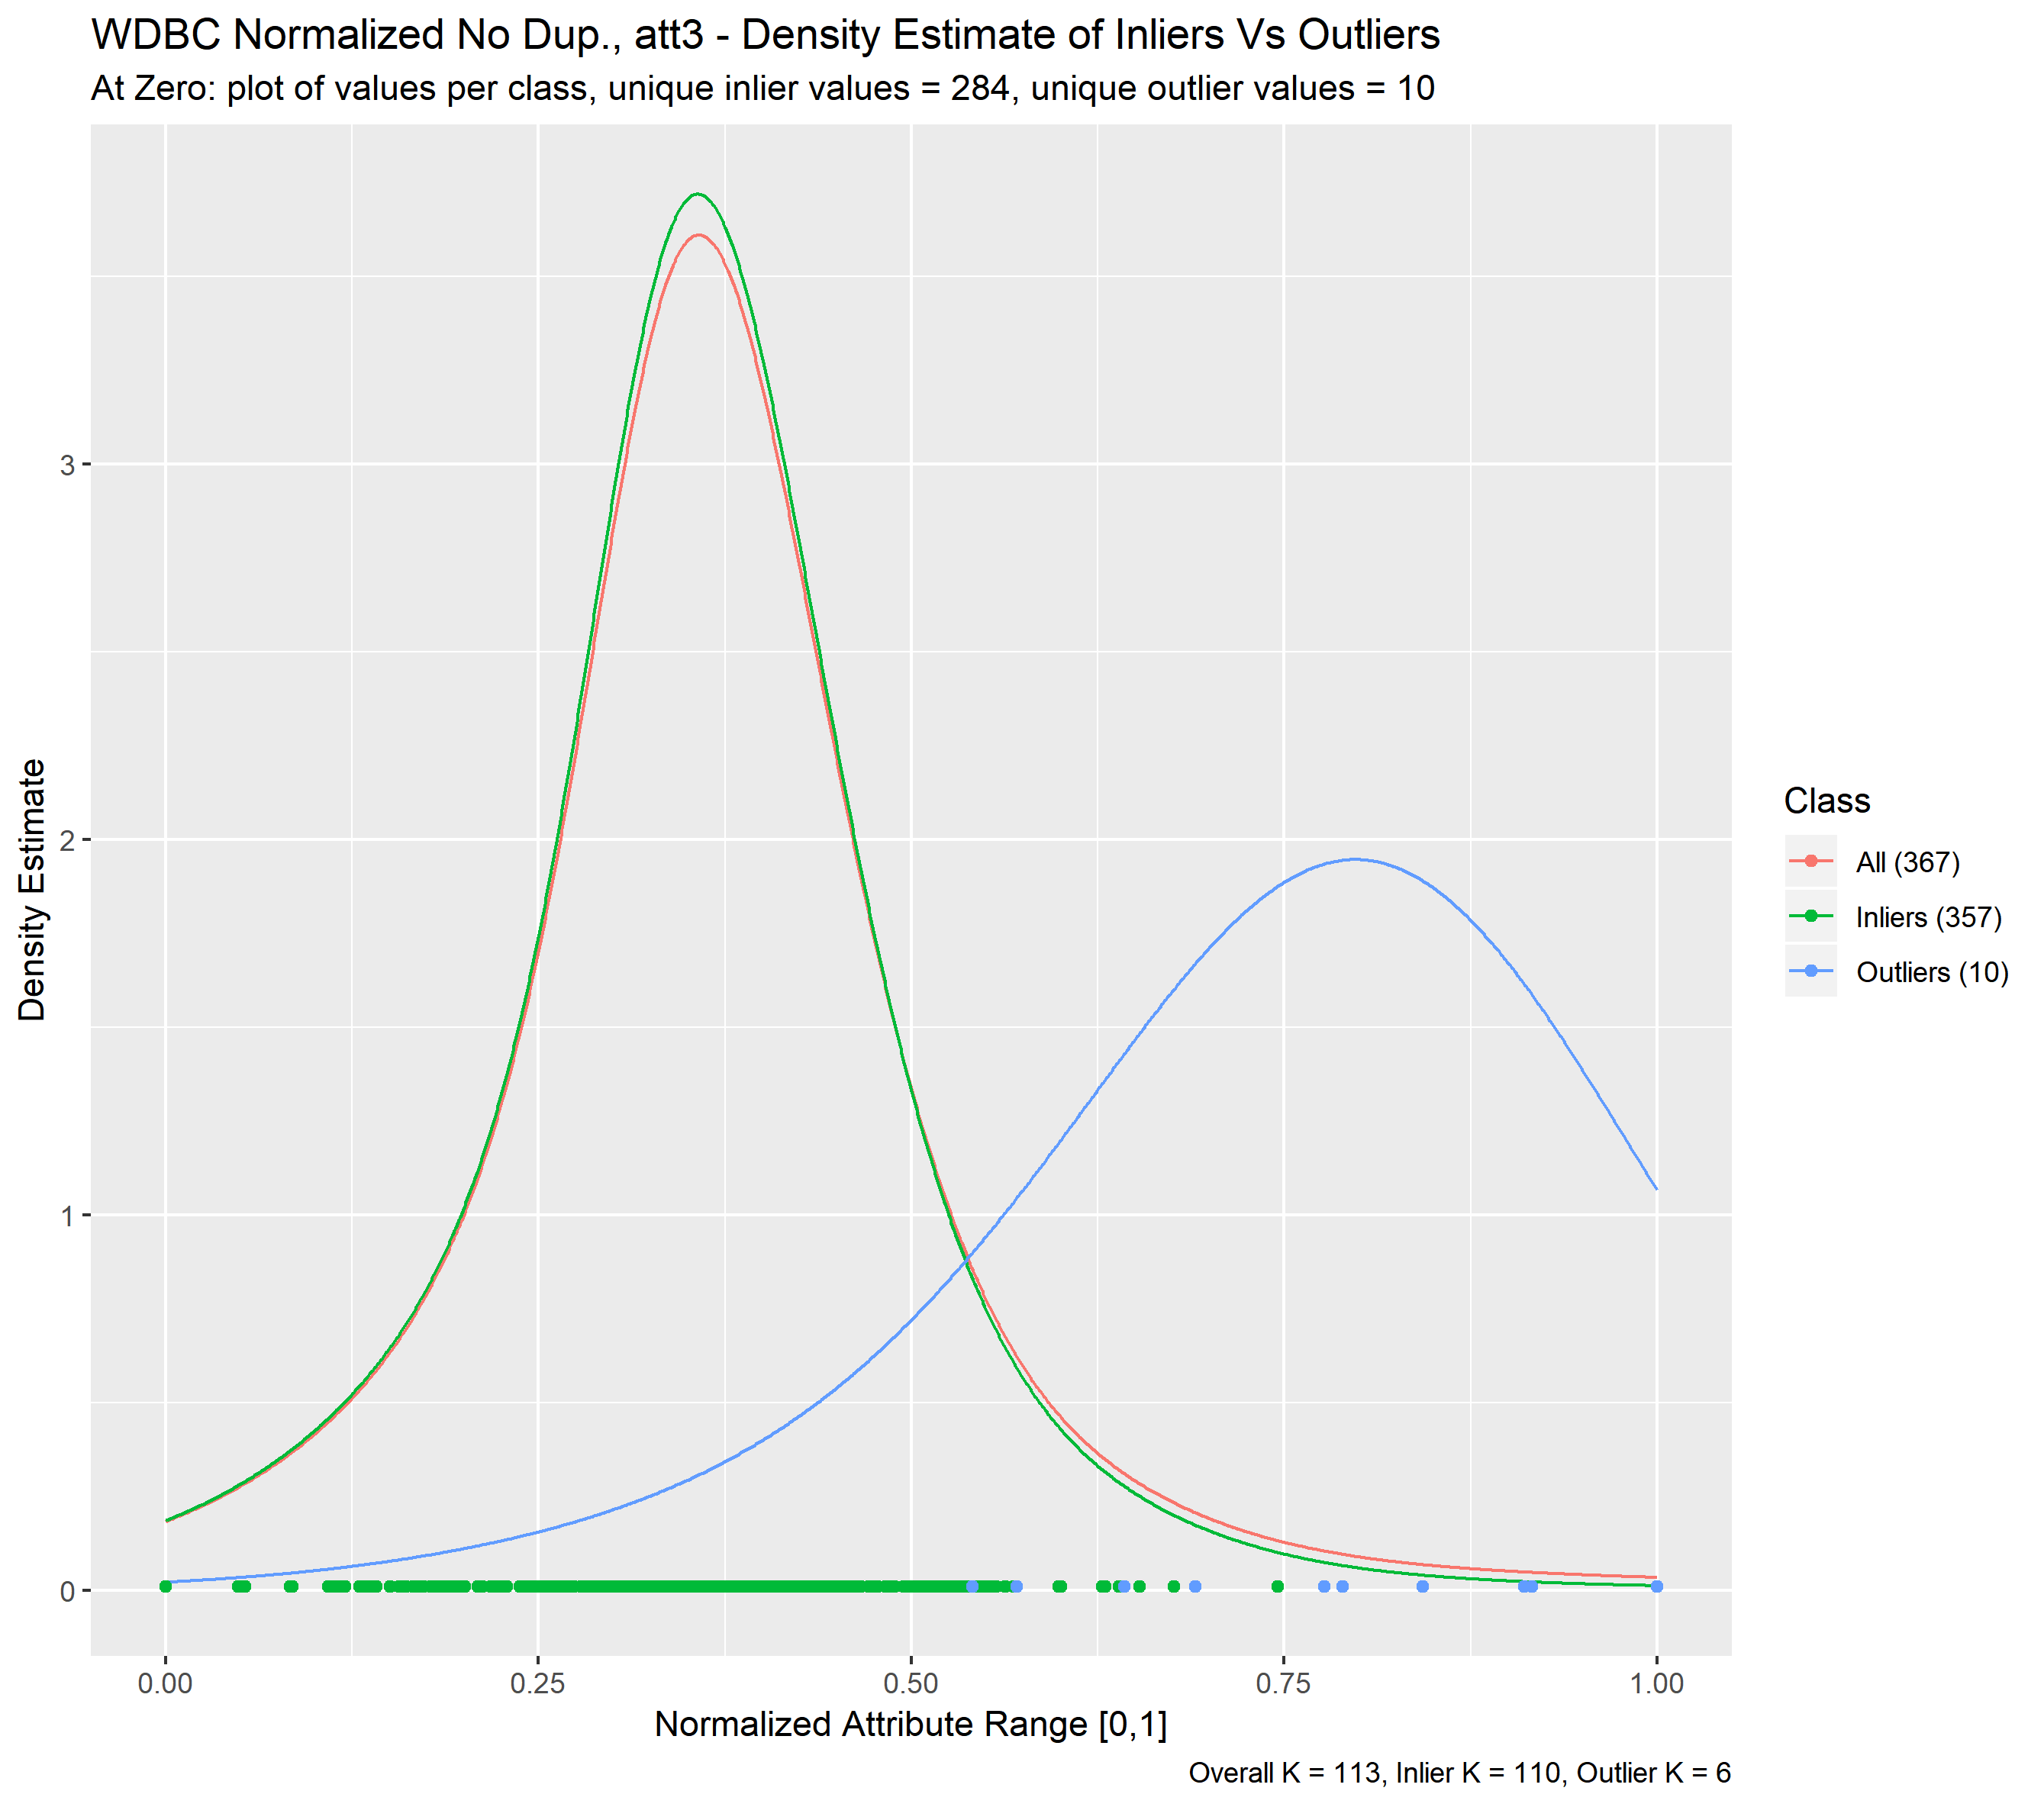 WDBC Normalized No Dup., att3 - Density Estimate of Inliers Vs Outliers
At Zero: plot of values per class, unique inlier values = 284, unique outlier values = 10
Density Estimate
3
2
1
0
0.00 0.25 0.50 0.75 1.00
Normalized Attribute Range [0,1]
Class
All (367)
Inliers (357)
Outliers (10)
Overall K = 113, Inlier K = 110, Outlier K = 6